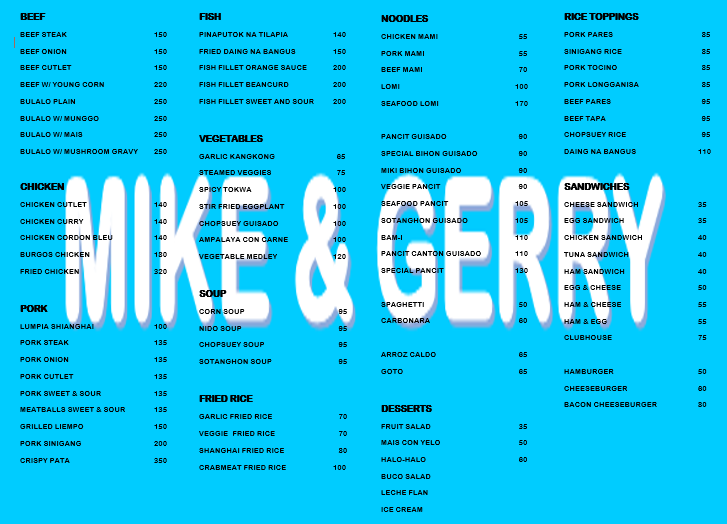 BEEF
BEEF STEAK 150
BEEF ONION 150
BEEF CUTLET 150
BEEF W/ YOUNG CORN 220
BULALO PLAIN 250
BULALO W/ MUNGGO 250
BULALO W/ MAIS 250
BULALO W/ MUSHROOM GRAVY 250
CHICKEN
CHICKEN CUTLET 140
CHICKEN CURRY 140
CHICKEN CORDON BLEU 140
BURGOS CHICKEN 180
FRIED CHICKEN 320
PORK
LUMPIA SHIANGHAI 100
PORK STEAK 135
PORK ONION 135
PORK CUTLET 135
PORK SWEET & SOUR 135
MEATBALLS SWEET & SOUR 135
GRILLED LIEMPO 150
PORK SINIGANG 200
CRISPY PATA 350
FISH
PINAPUTOK NA TILAPIA 140
FRIED DAING NA BANGUS 150
FISH FILLET ORANGE SAUCE 200
FISH FILLET BEANCURD 200
FISH FILLET SWEET AND SOUR 200
VEGETABLES
GARLIC KANGKONG 65
STEAMED VEGGIES 75
SPICY TOKWA 100
STIR FRIED EGGPLANT 100
CHOPSUEY GUISADO 100
AMPALAYA CON CARNE 100
VEGETABLE MEDLEY 120
SOUP
CORN SOUP 95
NIDO SOUP 95
CHOPSUEY SOUP 95
SOTANGHON SOUP 95
FRIED RICE
GARLIC FRIED RICE 70
VEGGIE FRIED RICE 70
SHANGHAI FRIED RICE 80
CRABMEAT FRIED RICE 100
NOODLES
CHICKEN MAMI 55
PORK MAMI 55
BEEF MAMI 70
LOMI 100
SEAFOOD LOMI 170
PANCIT GUISADO 90
SPECIAL BIHON GUISADO 90
MIKI BIHON GUISADO 90
VEGGIE PANCIT 90
SEAFOOD PANCIT 105
SOTANGHON GUISADO 105
BAM-I 110
PANCIT CANTON GUISADO 110
SPECIAL PANCIT 130
SPAGHETTI 50
CARBONARA 60
ARROZ CALDO 65
GOTO 65
DESSERTS
FRUIT SALAD 35
MAIS CON YELO 50
HALO-HALO 60
BUCO SALAD
LECHE FLAN
ICE CREAM
RICE TOPPINGS
PORK PARES 85
SINIGANG RICE 85
PORK TOCINO 85
PORK LONGGANISA 85
BEEF PARES 95
BEEF TAPA 95
CHOPSUEY RICE 95
DAING NA BANGUS 110
SANDWICHES
CHEESE SANDWICH 35
EGG SANDWICH 35
CHICKEN SANDWICH 40
TUNA SANDWICH 40
HAM SANDWICH 40
EGG & CHEESE 50
HAM & CHEESE 55
HAM & EGG 55
CLUBHOUSE 75
HAMBURGER 50
CHEESEBURGER 60
BACON CHEESEBURGER 80
MIKE & GERRY